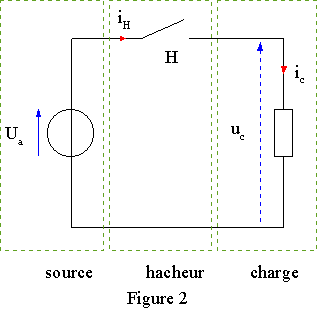 i_H
H
i_c
U_a
u_c
source hacheur charge
Figure 2